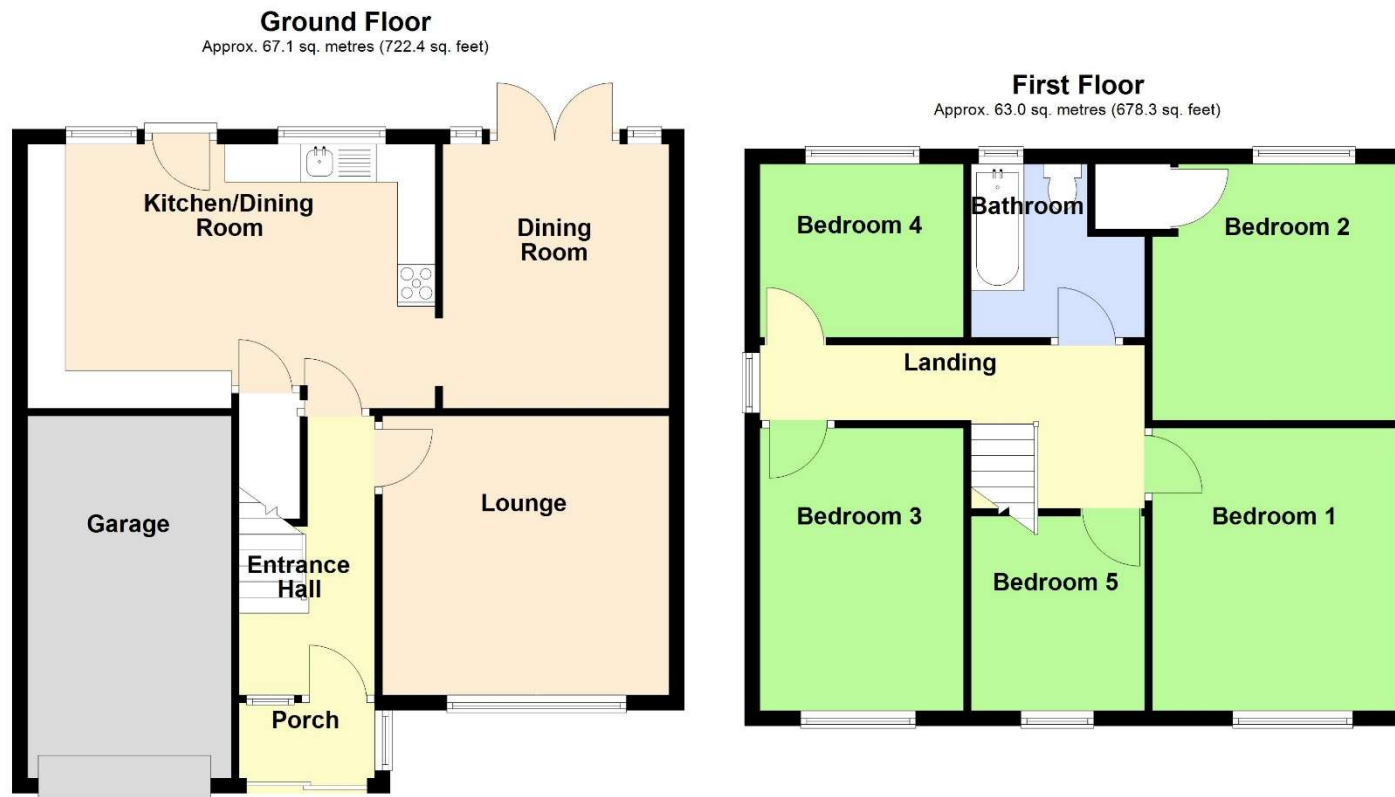 Ground Floor
Approx. 67.1 sq. metres (722.4 sq. feet)
Kitchen/Dining
Room
Dining
Room
Garage
Entrance
Hall
Lounge
Porch
First Floor
Approx. 63.0 sq. metres (678.3 sq. feet)
Bedroom 4
Bathroom
Bedroom 2
Landing
Bedroom 3
Bedroom 5
Bedroom 1